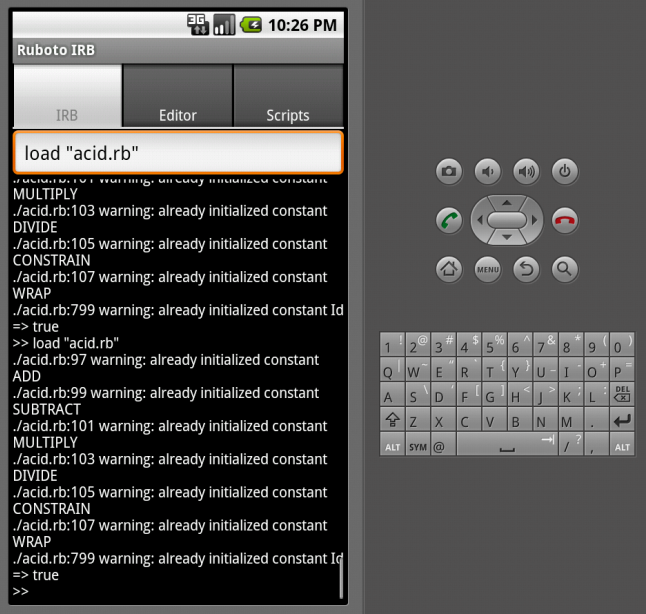 3G 10:26 PM
Ruboto IRB
IRB Editor Scripts
load "acid.rb"
./acid.rb:101 warning: already initialized constant
MULTIPLY
./acid.rb:103 warning: already initialized constant
DIVIDE
./acid.rb:105 warning: already initialized constant
CONSTRAIN
./acid.rb:107 warning: already initialized constant
WRAP
./acid.rb:799 warning: already initialized constant Id
=> true
>> load "acid.rb"
./acid.rb:97 warning: already initialized constant
ADD
./acid.rb:99 warning: already initialized constant
SUBTRACT
./acid.rb:101 warning: already initialized constant
MULTIPLY
./acid.rb:103 warning: already initialized constant
DIVIDE
./acid.rb:105 warning: already initialized constant
CONSTRAIN
./acid.rb:107 warning: already initialized constant
WRAP
./acid.rb:799 warning: already initialized constant Id
=> true
>>
MENU
1 ! 2 @ 3 # 4 $ 5 % 6 ^ 7 & 8 * 9 ( 0 )
Q | W ~ E " R ` T { Y } U _ I - O + P =
A S \ D ' F [ G ] H < J > K ; L : DEL
Z X C V B N M .
ALT SYM @ / ? , ALT